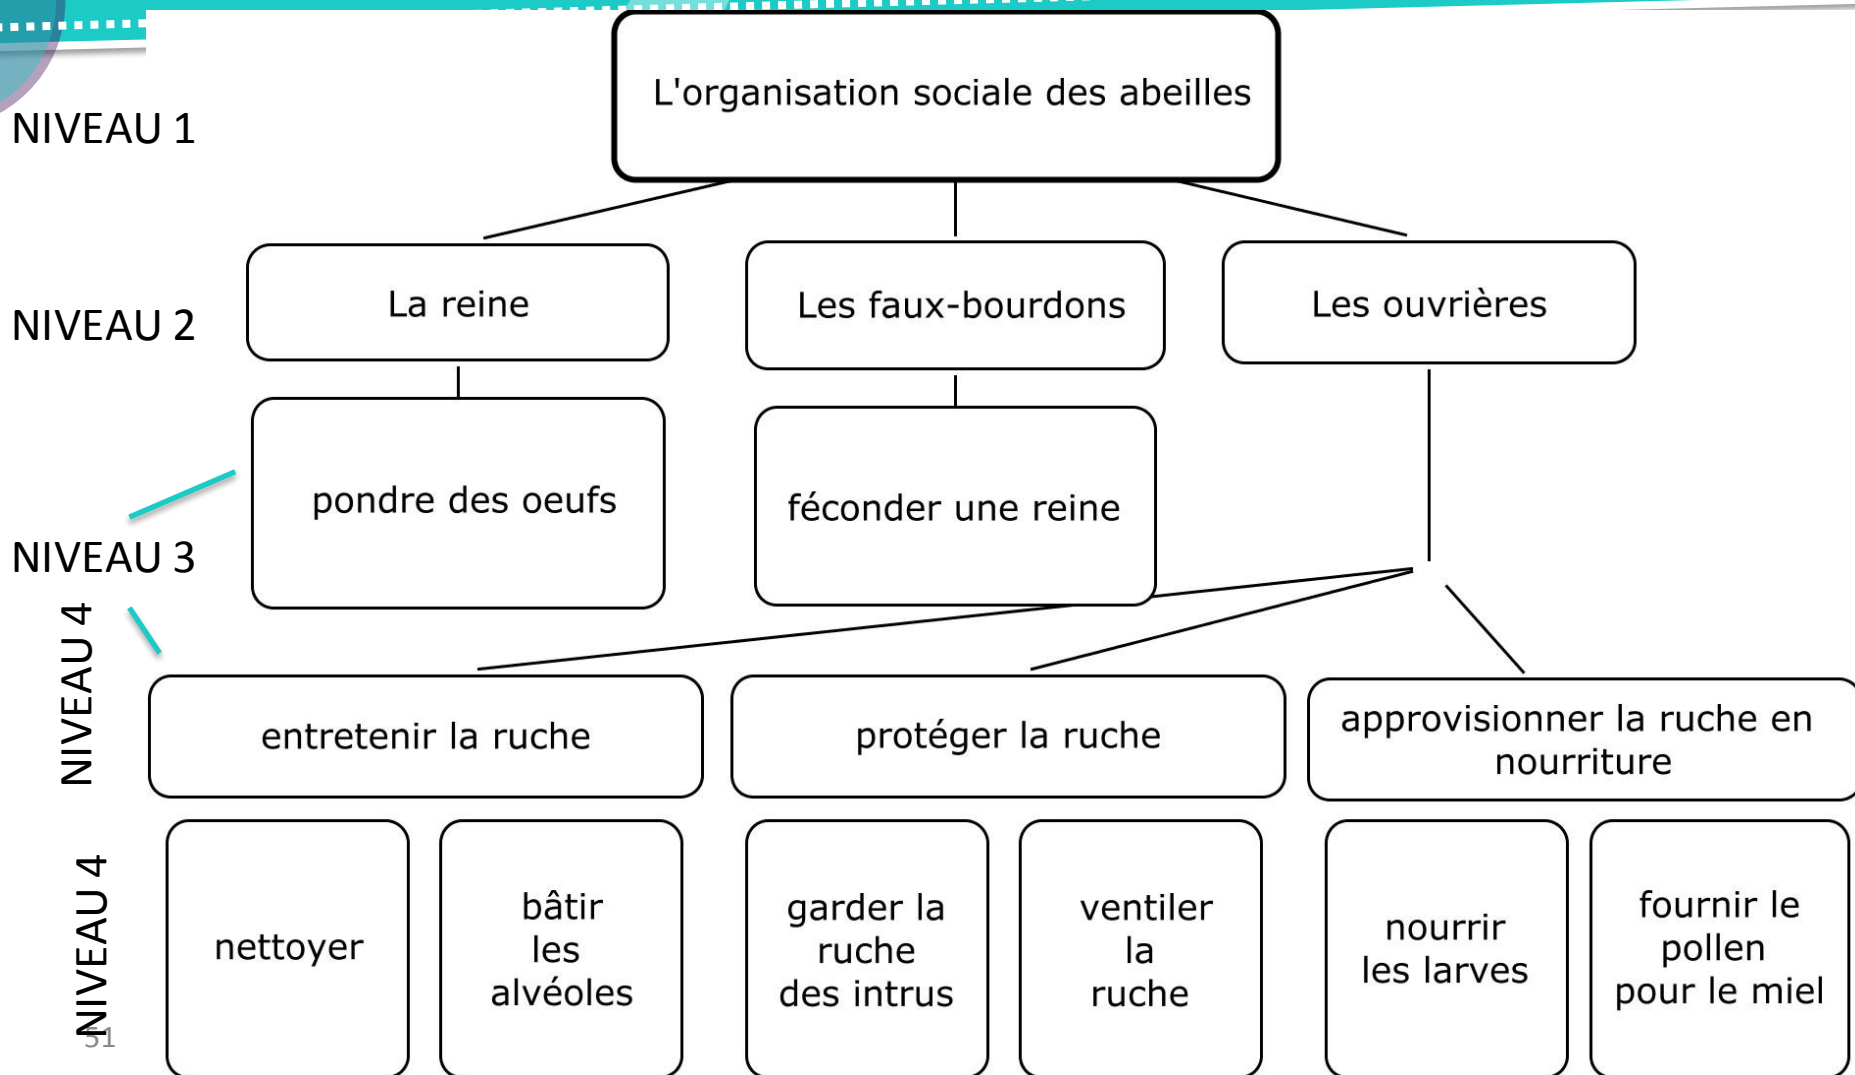 L'organisation sociale des abeilles
NIVEAU 1
NIVEAU 2
La reine
Les faux-bourdons
Les ouvrières
pondre des oeufs
féconder une reine
NIVEAU 3
NIVEAU 4
entretenir la ruche
protéger la ruche
approvisionner la ruche en
nourriture
NIVEAU 4
nettoyer
bâtir
les
alvéoles
garder la
ruche
des intrus
ventiler
la
ruche
nourrir
les larves
fournir le
pollen
pour le miel
51